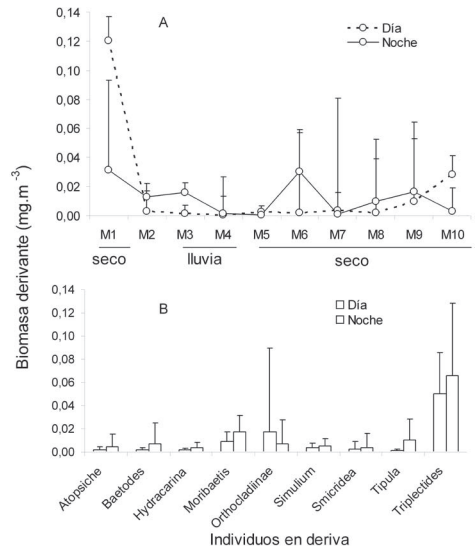 Biomasa derivante (mg.m⁻³)
A
Día
Noche
0,14
0,12
0,10
0,08
0,06
0,04
0,02
0,00
M1 M2 M3 M4 M5 M6 M7 M8 M9 M10
seco lluvia seco
B
Día
Noche
0,14
0,12
0,10
0,08
0,06
0,04
0,02
0,00
Atopsiche Baetodes Hydracarina Moribaetis Orthocladiinae Simulium Smicridea Tipula Triplectides
Individuos en deriva